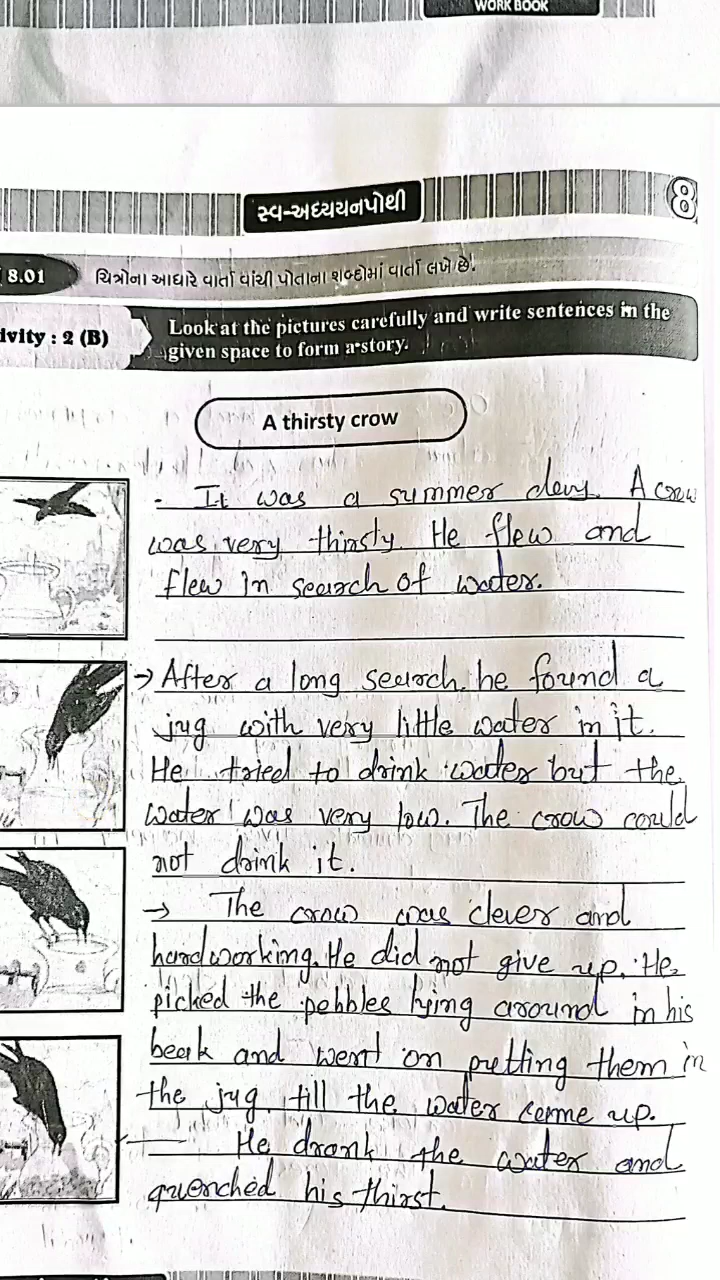 WORK BOOK
સ્વ-અધ્યયનપોથી
8
8.01
ચિત્રોના આધારે વાર્તા વાંચી પોતાના શબ્દોમાં વાર્તા લખે છે.
ivity : 2 (B)
Look at the pictures carefully and write sentences in the
given space to form a story.
A thirsty crow
- It was a summer day. A crow
was very thirsty. He flew and
flew in search of water.
→ After a long search, he found a
jug with very little water in it.
He tried to drink water but the
water was very low. The crow could
not drink it.
→ The crow was clever and
hardworking. He did not give up. He
picked the pebbles lying around in his
beak and went on putting them in
the jug till the water came up.
He drank the water and
quenched his thirst.